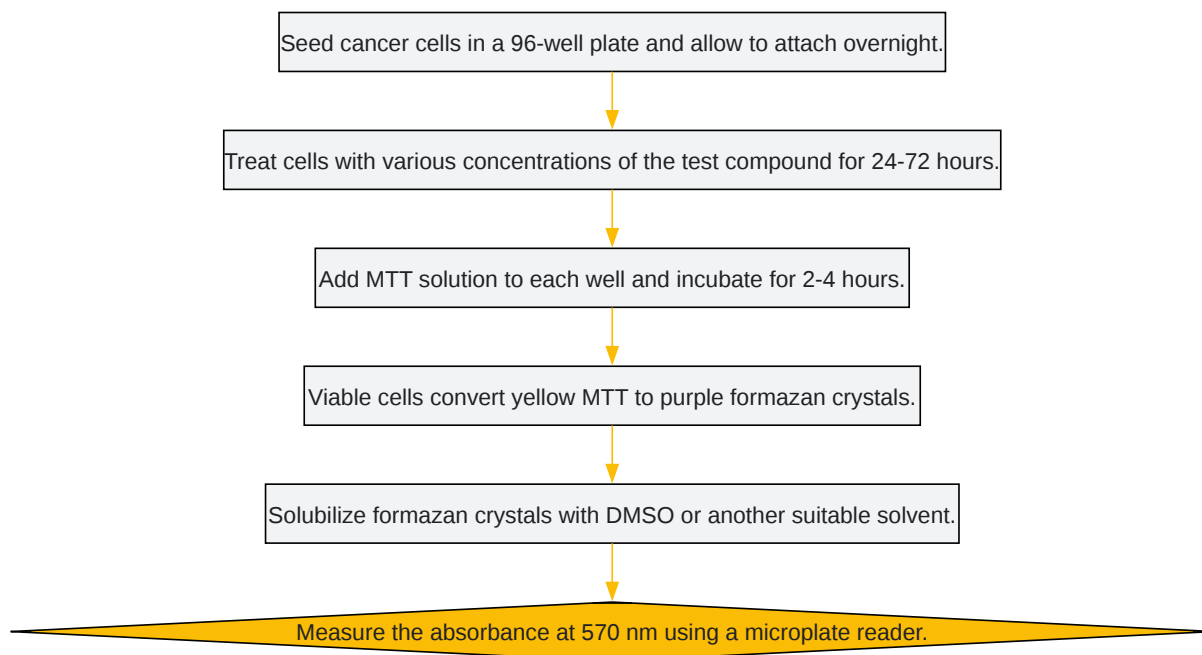 Seed cancer cells in a 96-well plate and allow to attach overnight.
Treat cells with various concentrations of the test compound for 24-72 hours.
Add MTT solution to each well and incubate for 2-4 hours.
Viable cells convert yellow MTT to purple formazan crystals.
Solubilize formazan crystals with DMSO or another suitable solvent.
Measure the absorbance at 570 nm using a microplate reader.